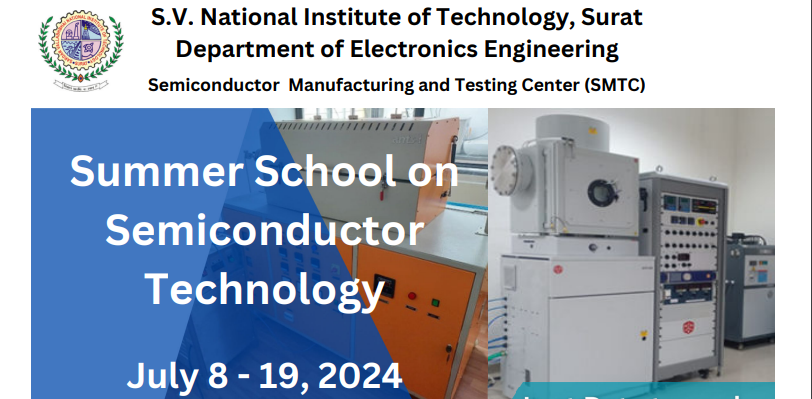 S.V. National Institute of Technology, Surat
Department of Electronics Engineering
Semiconductor Manufacturing and Testing Center (SMTC)
Summer School on
Semiconductor
Technology
July 8 - 19, 2024